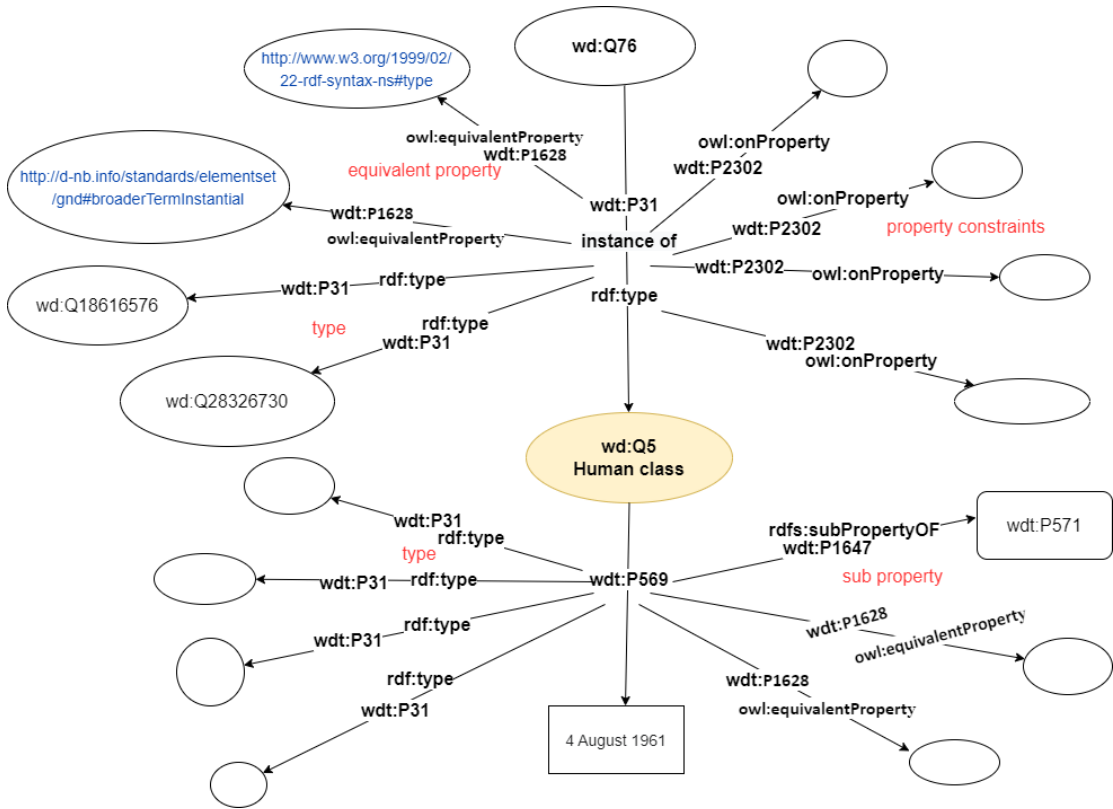 wd:Q76
http://www.w3.org/1999/02/
22-rdf-syntax-ns#type
owl:equivalentProperty
wdt:P1628
equivalent property
owl:onProperty
wdt:P2302
http://d-nb.info/standards/elementset
/gnd#broaderTermInstantial
wdt:P1628
owl:equivalentProperty
wdt:P31
instance of
rdf:type
owl:onProperty
wdt:P2302
property constraints
wdt:P2302
owl:onProperty
wdt:P31
rdf:type
wd:Q18616576
type
rdf:type
wdt:P31
wd:Q28326730
wdt:P2302
owl:onProperty
wd:Q5
Human class
wdt:P31
rdf:type
type
rdfs:subPropertyOF
wdt:P1647
wdt:P571
sub property
wdt:P31
rdf:type
wdt:P569
rdf:type
wdt:P31
wdt:P1628
owl:equivalentProperty
rdf:type
wdt:P31
wdt:P1628
owl:equivalentProperty
4 August 1961